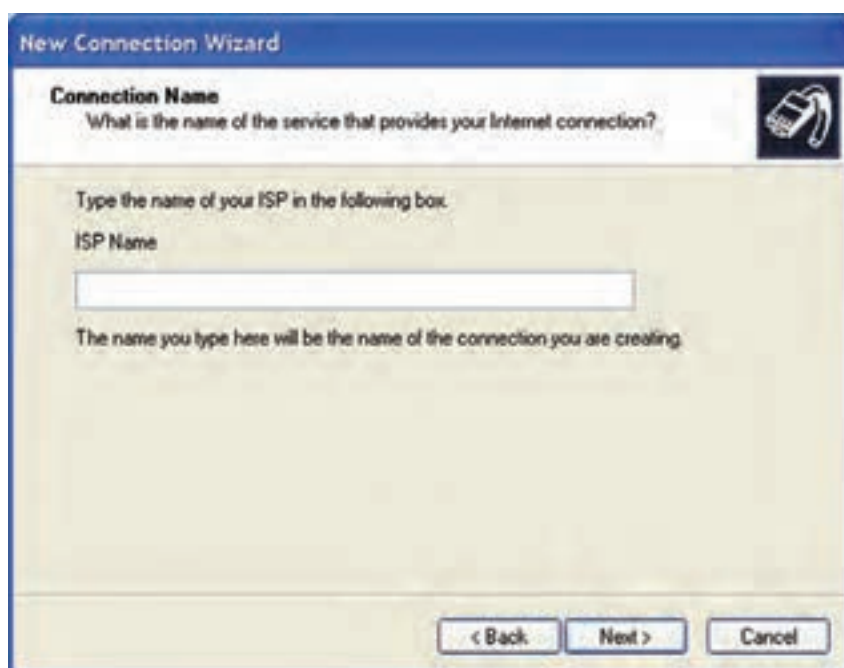 New Connection Wizard
Connection Name
What is the name of the service that provides your Internet connection?
Type the name of your ISP in the following box.
ISP Name
The name you type here will be the name of the connection you are creating.
< Back
Next >
Cancel